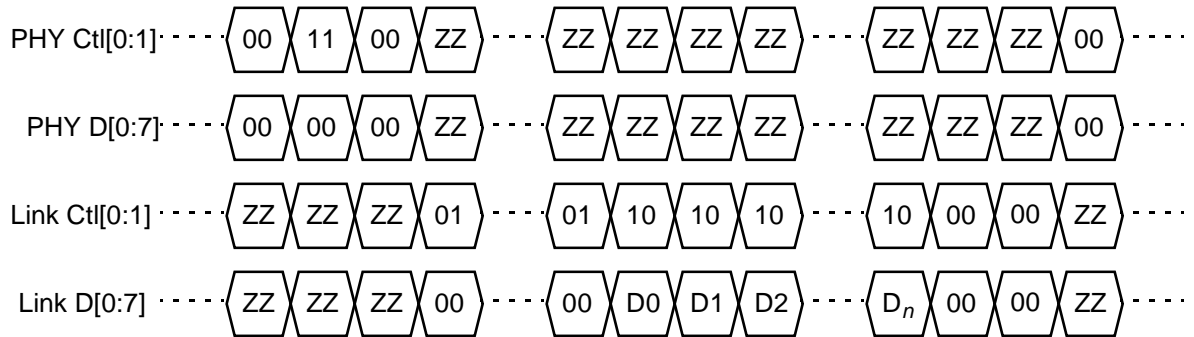 PHY Ctl[0:1] 00 11 00 ZZ ZZ ZZ ZZ ZZ ZZ ZZ ZZ 00
PHY D[0:7] 00 00 00 ZZ ZZ ZZ ZZ ZZ ZZ ZZ ZZ 00
Link Ctl[0:1] ZZ ZZ ZZ 01 01 10 10 10 10 00 00 ZZ
Link D[0:7] ZZ ZZ ZZ 00 00 D0 D1 D2 Dn 00 00 ZZ